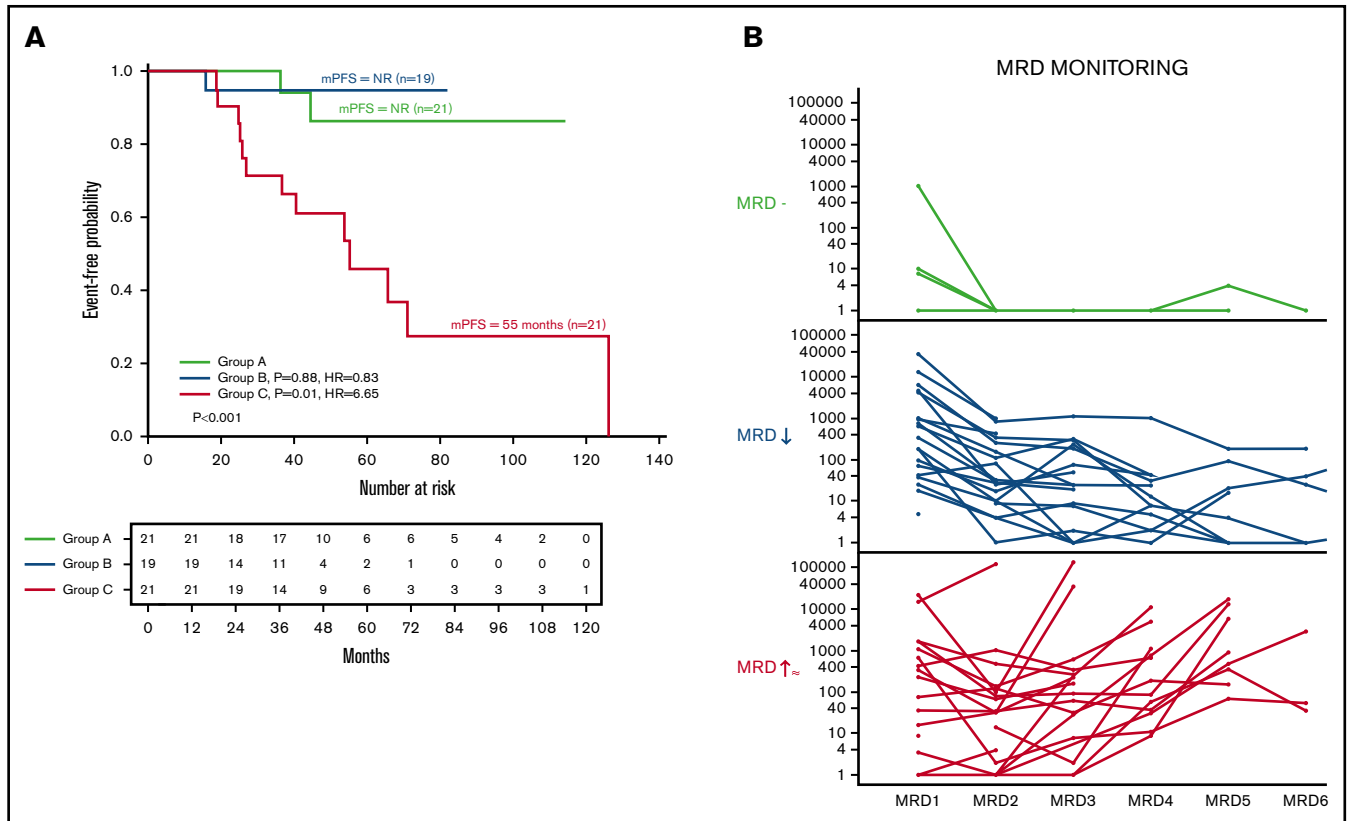 A
1.0
0.8
0.6
0.4
0.2
0.0
Event-free probability
mPFS = NR (n=19)
mPFS = NR (n=21)
mPFS = 55 months (n=21)
Group A
Group B, P=0.88, HR=0.83
Group C, P=0.01, HR=6.65
P<0.001
0 20 40 60 80 100 120 140
Number at risk
Group A 21 21 18 17 10 6 6 5 4 2 0
Group B 19 19 14 11 4 2 1 0 0 0 0
Group C 21 21 19 14 9 6 3 3 3 3 1
0 12 24 36 48 60 72 84 96 108 120
Months
B
MRD MONITORING
MRD -
100000
40000
10000
4000
1000
400
100
40
10
4
1
MRD ↓
100000
40000
10000
4000
1000
400
100
40
10
4
1
MRD ↑≈
100000
40000
10000
4000
1000
400
100
40
10
4
1
MRD1 MRD2 MRD3 MRD4 MRD5 MRD6